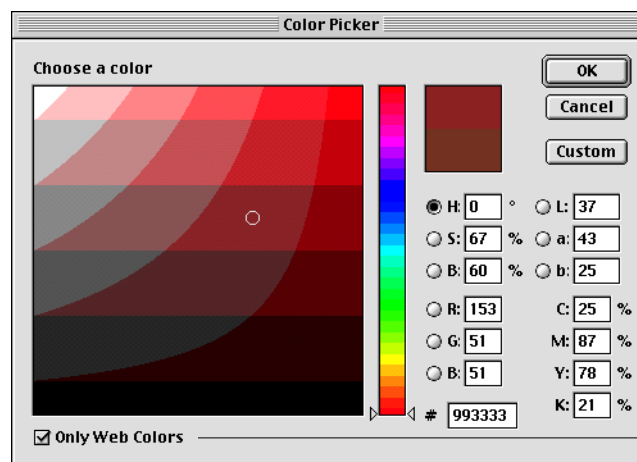 Color Picker
Choose a color
OK
Cancel
Custom
H: 0 ° L: 37
S: 67 % a: 43
B: 60 % b: 25
R: 153 C: 25 %
G: 51 M: 87 %
B: 51 Y: 78 %
# 993333 K: 21 %
Only Web Colors